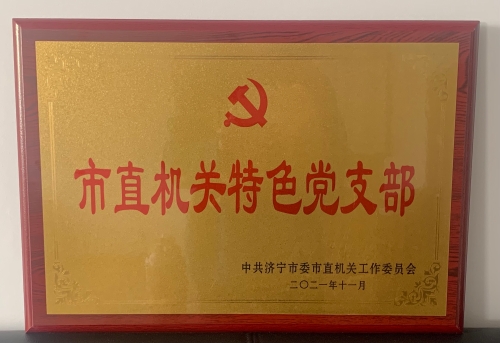 市直机关特色党支部
中共济宁市委市直机关工作委员会
二〇二一年十一月